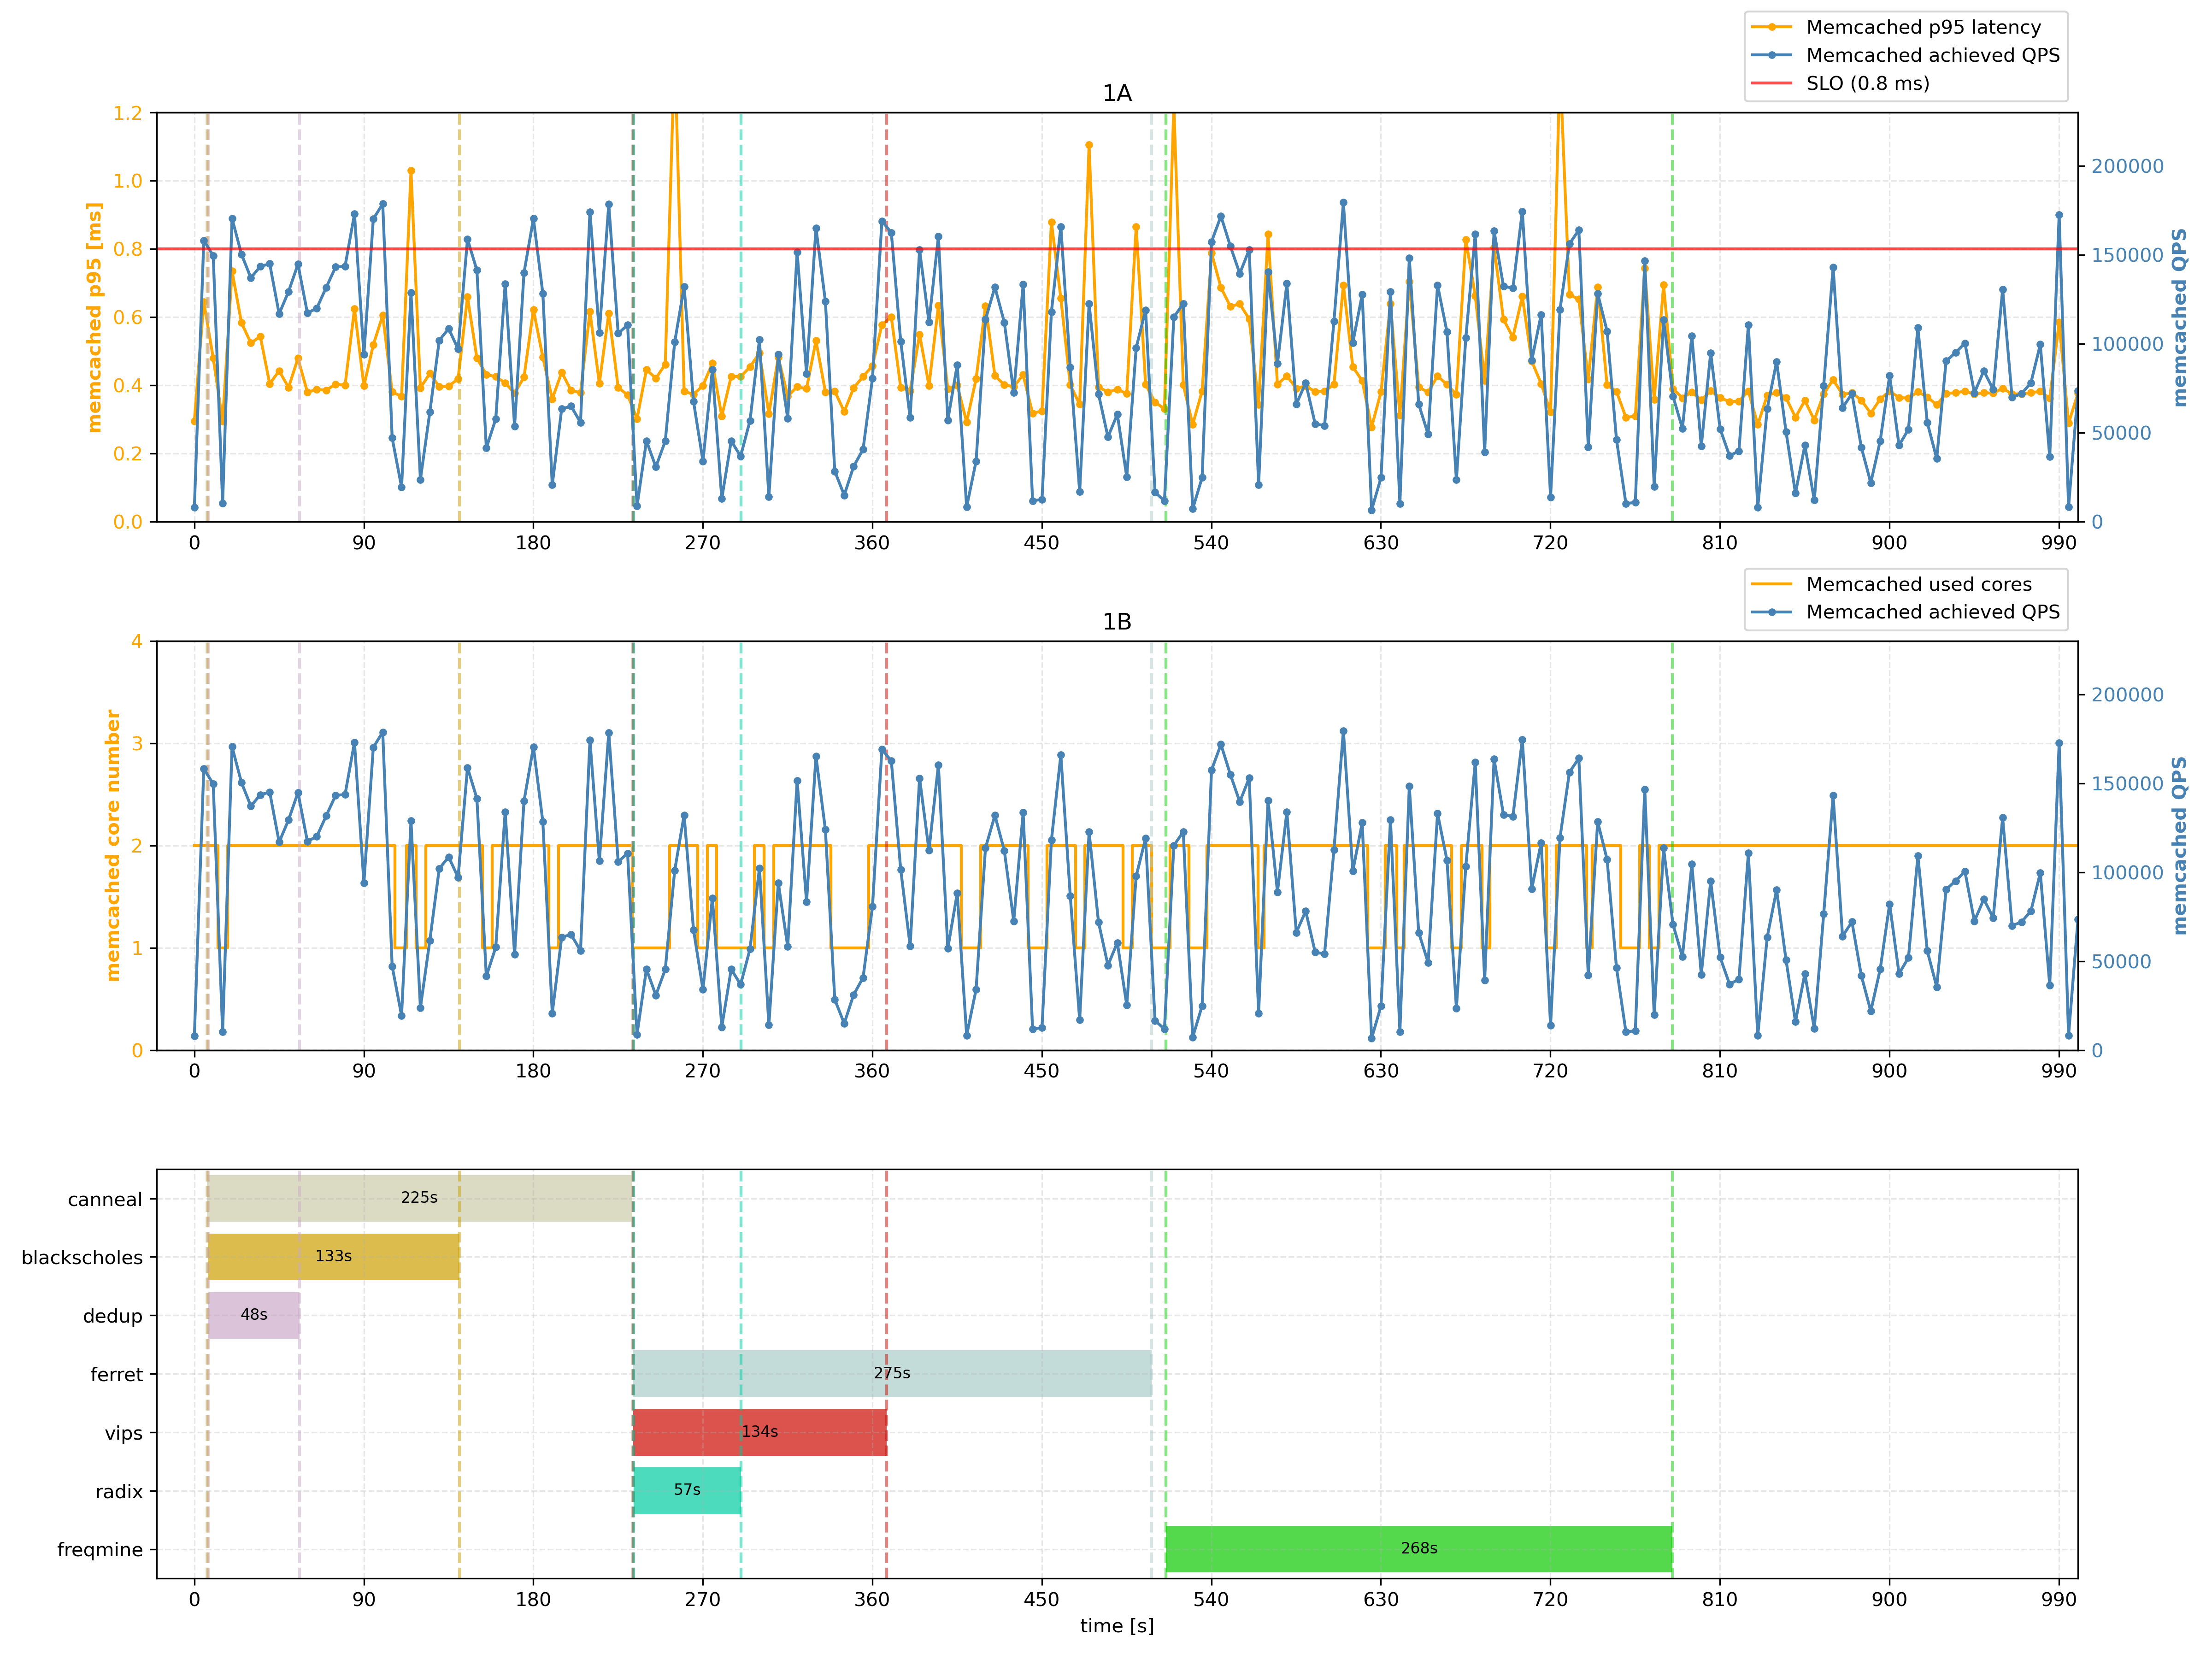 Memcached p95 latency
Memcached achieved QPS
SLO (0.8 ms)
1A
memcached p95 [ms]
1.2
1.0
0.8
0.6
0.4
0.2
0.0
200000
150000
100000
50000
0
memcached QPS
0 90 180 270 360 450 540 630 720 810 900 990
Memcached used cores
Memcached achieved QPS
1B
memcached core number
4
3
2
1
0
200000
150000
100000
50000
0
memcached QPS
0 90 180 270 360 450 540 630 720 810 900 990
canneal 225s
blackscholes 133s
dedup 48s
ferret 275s
vips 134s
radix 57s
freqmine 268s
0 90 180 270 360 450 540 630 720 810 900 990
time [s]